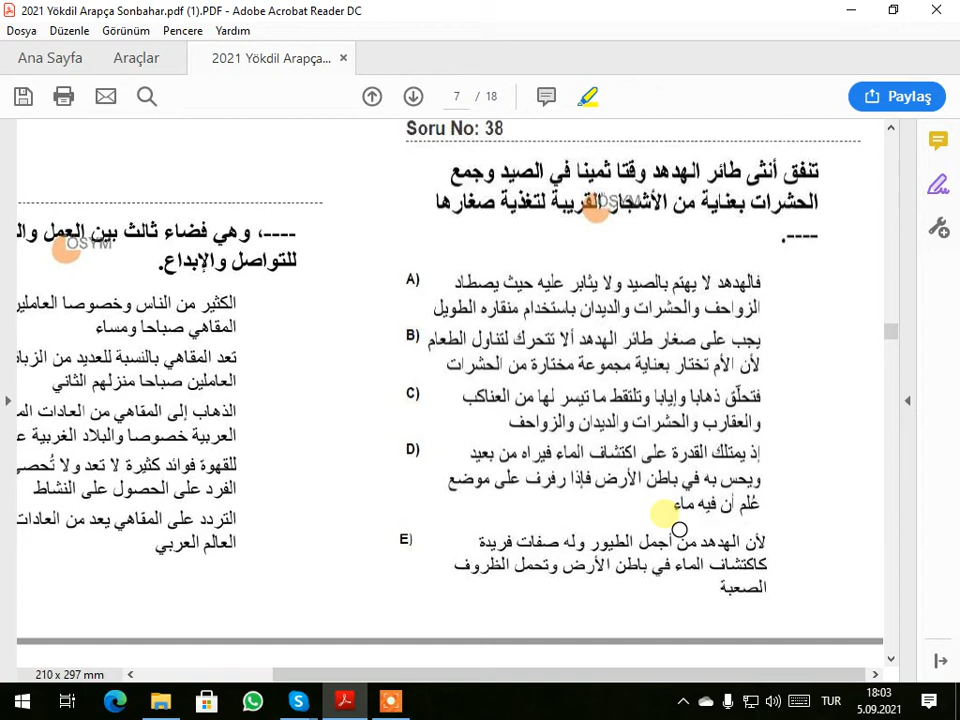 2021 Yökdil Arapça Sonbahar.pdf (1).PDF - Adobe Acrobat Reader DC
Dosya Düzenle Görünüm Pencere Yardım
Ana Sayfa Araçlar 2021 Yökdil Arapça...
7 / 18 Paylaş
Soru No: 38
تنفق أنثى طائر الهدهد وقتا ثمينا في الصيد وجمع
الحشرات بعناية من الأشجار القريبة لتغذية صغارها
----.
ÖSYM
A) فالهدهد لا يهتم بالصيد ولا يثابر عليه حيث يصطاد
الزواحف والحشرات والديدان باستخدام منقاره الطويل
B) يجب على صغار طائر الهدهد ألا تتحرك لتناول الطعام
لأن الأم تختار بعناية مجموعة مختارة من الحشرات
C) فتحلّق ذهابا وإيابا وتلتقط ما تيسر لها من العناكب
والعقارب والحشرات والديدان والزواحف
D) إذ يمتلك القدرة على اكتشاف الماء فيراه من بعيد
ويحس به في باطن الأرض فإذا رفرف على موضع
عُلم أن فيه ماء
E) لأن الهدهد من أجمل الطيور وله صفات فريدة
كاكتشاف الماء في باطن الأرض وتحمل الظروف
الصعبة
----، وهي فضاء ثالث بين العمل وال
للتواصل والإبداع.
ÖSYM
الكثير من الناس وخصوصا العاملين
المقاهي صباحا ومساء
تعد المقاهي بالنسبة للعديد من الزبا
العاملين صباحا منزلهم الثاني
الذهاب إلى المقاهي من العادات الم
العربية خصوصا والبلاد الغربية ع
للقهوة فوائد كثيرة لا تعد ولا تُحصى
الفرد على الحصول على النشاط
التردد على المقاهي يعد من العادات
العالم العربي
210 x 297 mm
TUR
18:03
5.09.2021